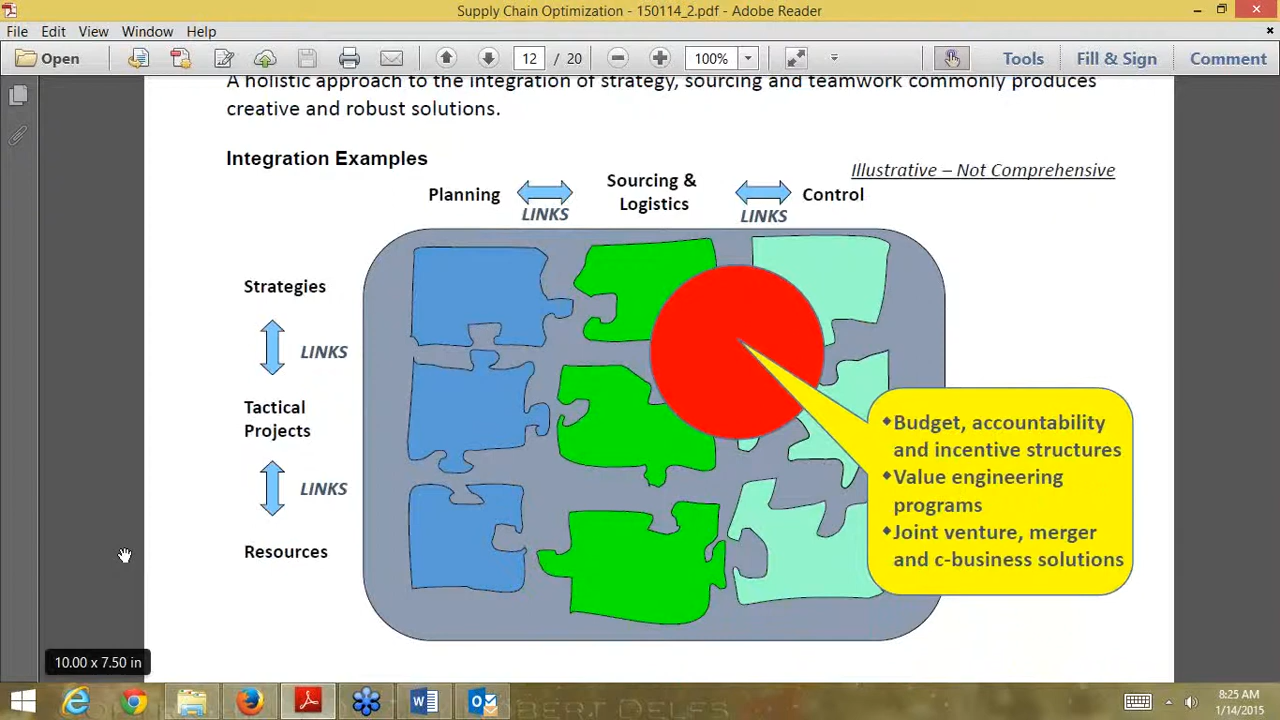 Supply Chain Optimization - 150114_2.pdf - Adobe Reader
File Edit View Window Help
Open 12 / 20 100% Tools Fill & Sign Comment
A holistic approach to the integration of strategy, sourcing and teamwork commonly produces
creative and robust solutions.
Integration Examples
Illustrative – Not Comprehensive
Planning
LINKS
Sourcing &
Logistics
LINKS
Control
Strategies
LINKS
Tactical
Projects
LINKS
Resources
◆Budget, accountability
and incentive structures
◆Value engineering
programs
◆Joint venture, merger
and c-business solutions
10.00 x 7.50 in
8:25 AM
1/14/2015